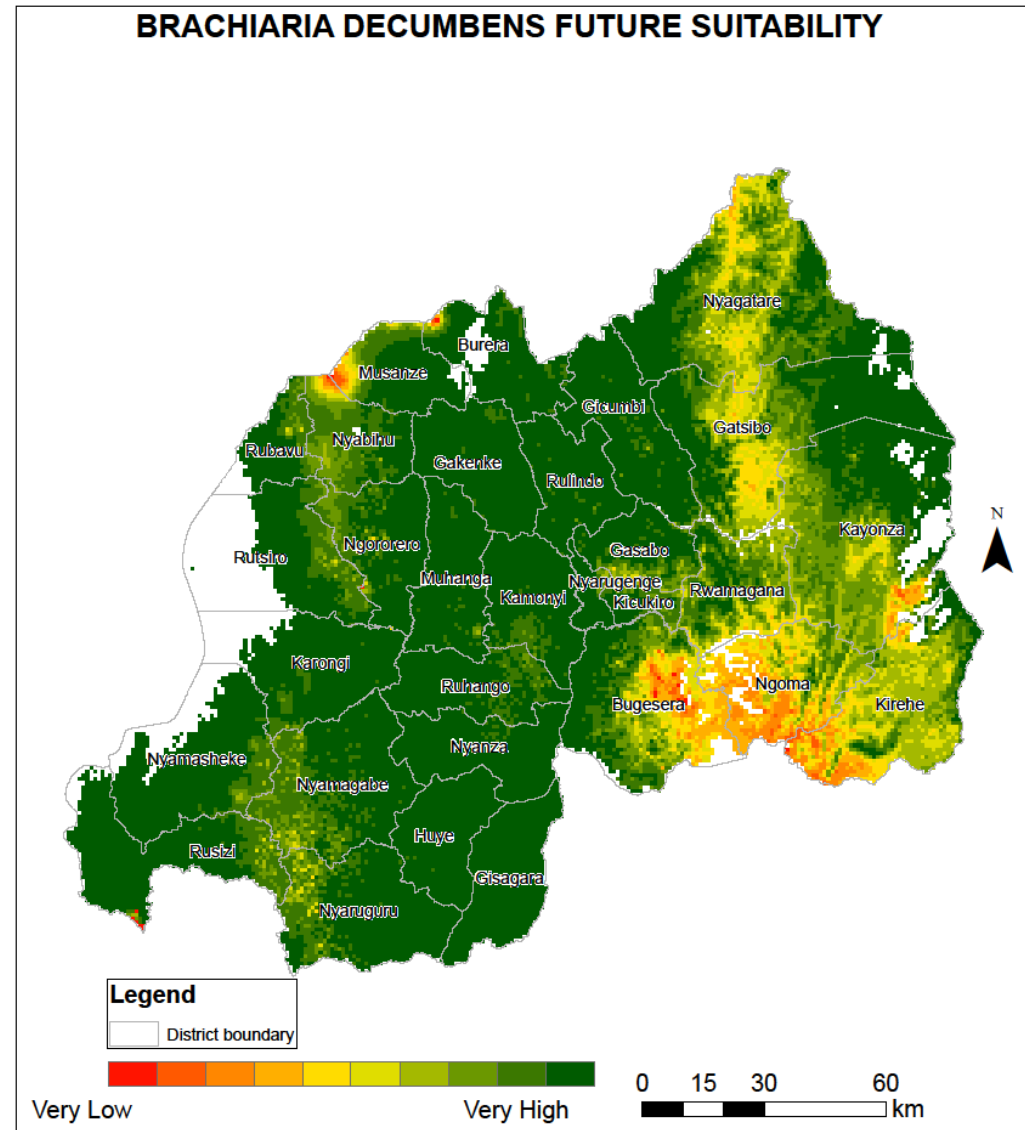 BRACHIARIA DECUMBENS FUTURE SUITABILITY
Nyagatare
Burera
Musanze
Gicumbi
Gatsibo
Nyabihu
Rubavu
Gakenke
Rulindo
Kayonza
N
Rutsiro
Ngororero
Gasabo
Muhanga
Nyarugenge
Kamonyi
Kicukiro
Rwamagana
Karongi
Ruhango
Ngoma
Bugesera
Kirehe
Nyanza
Nyamasheke
Nyamagabe
Huye
Rusizi
Gisagara
Nyaruguru
Legend
District boundary
0 15 30 60
km
Very Low
Very High